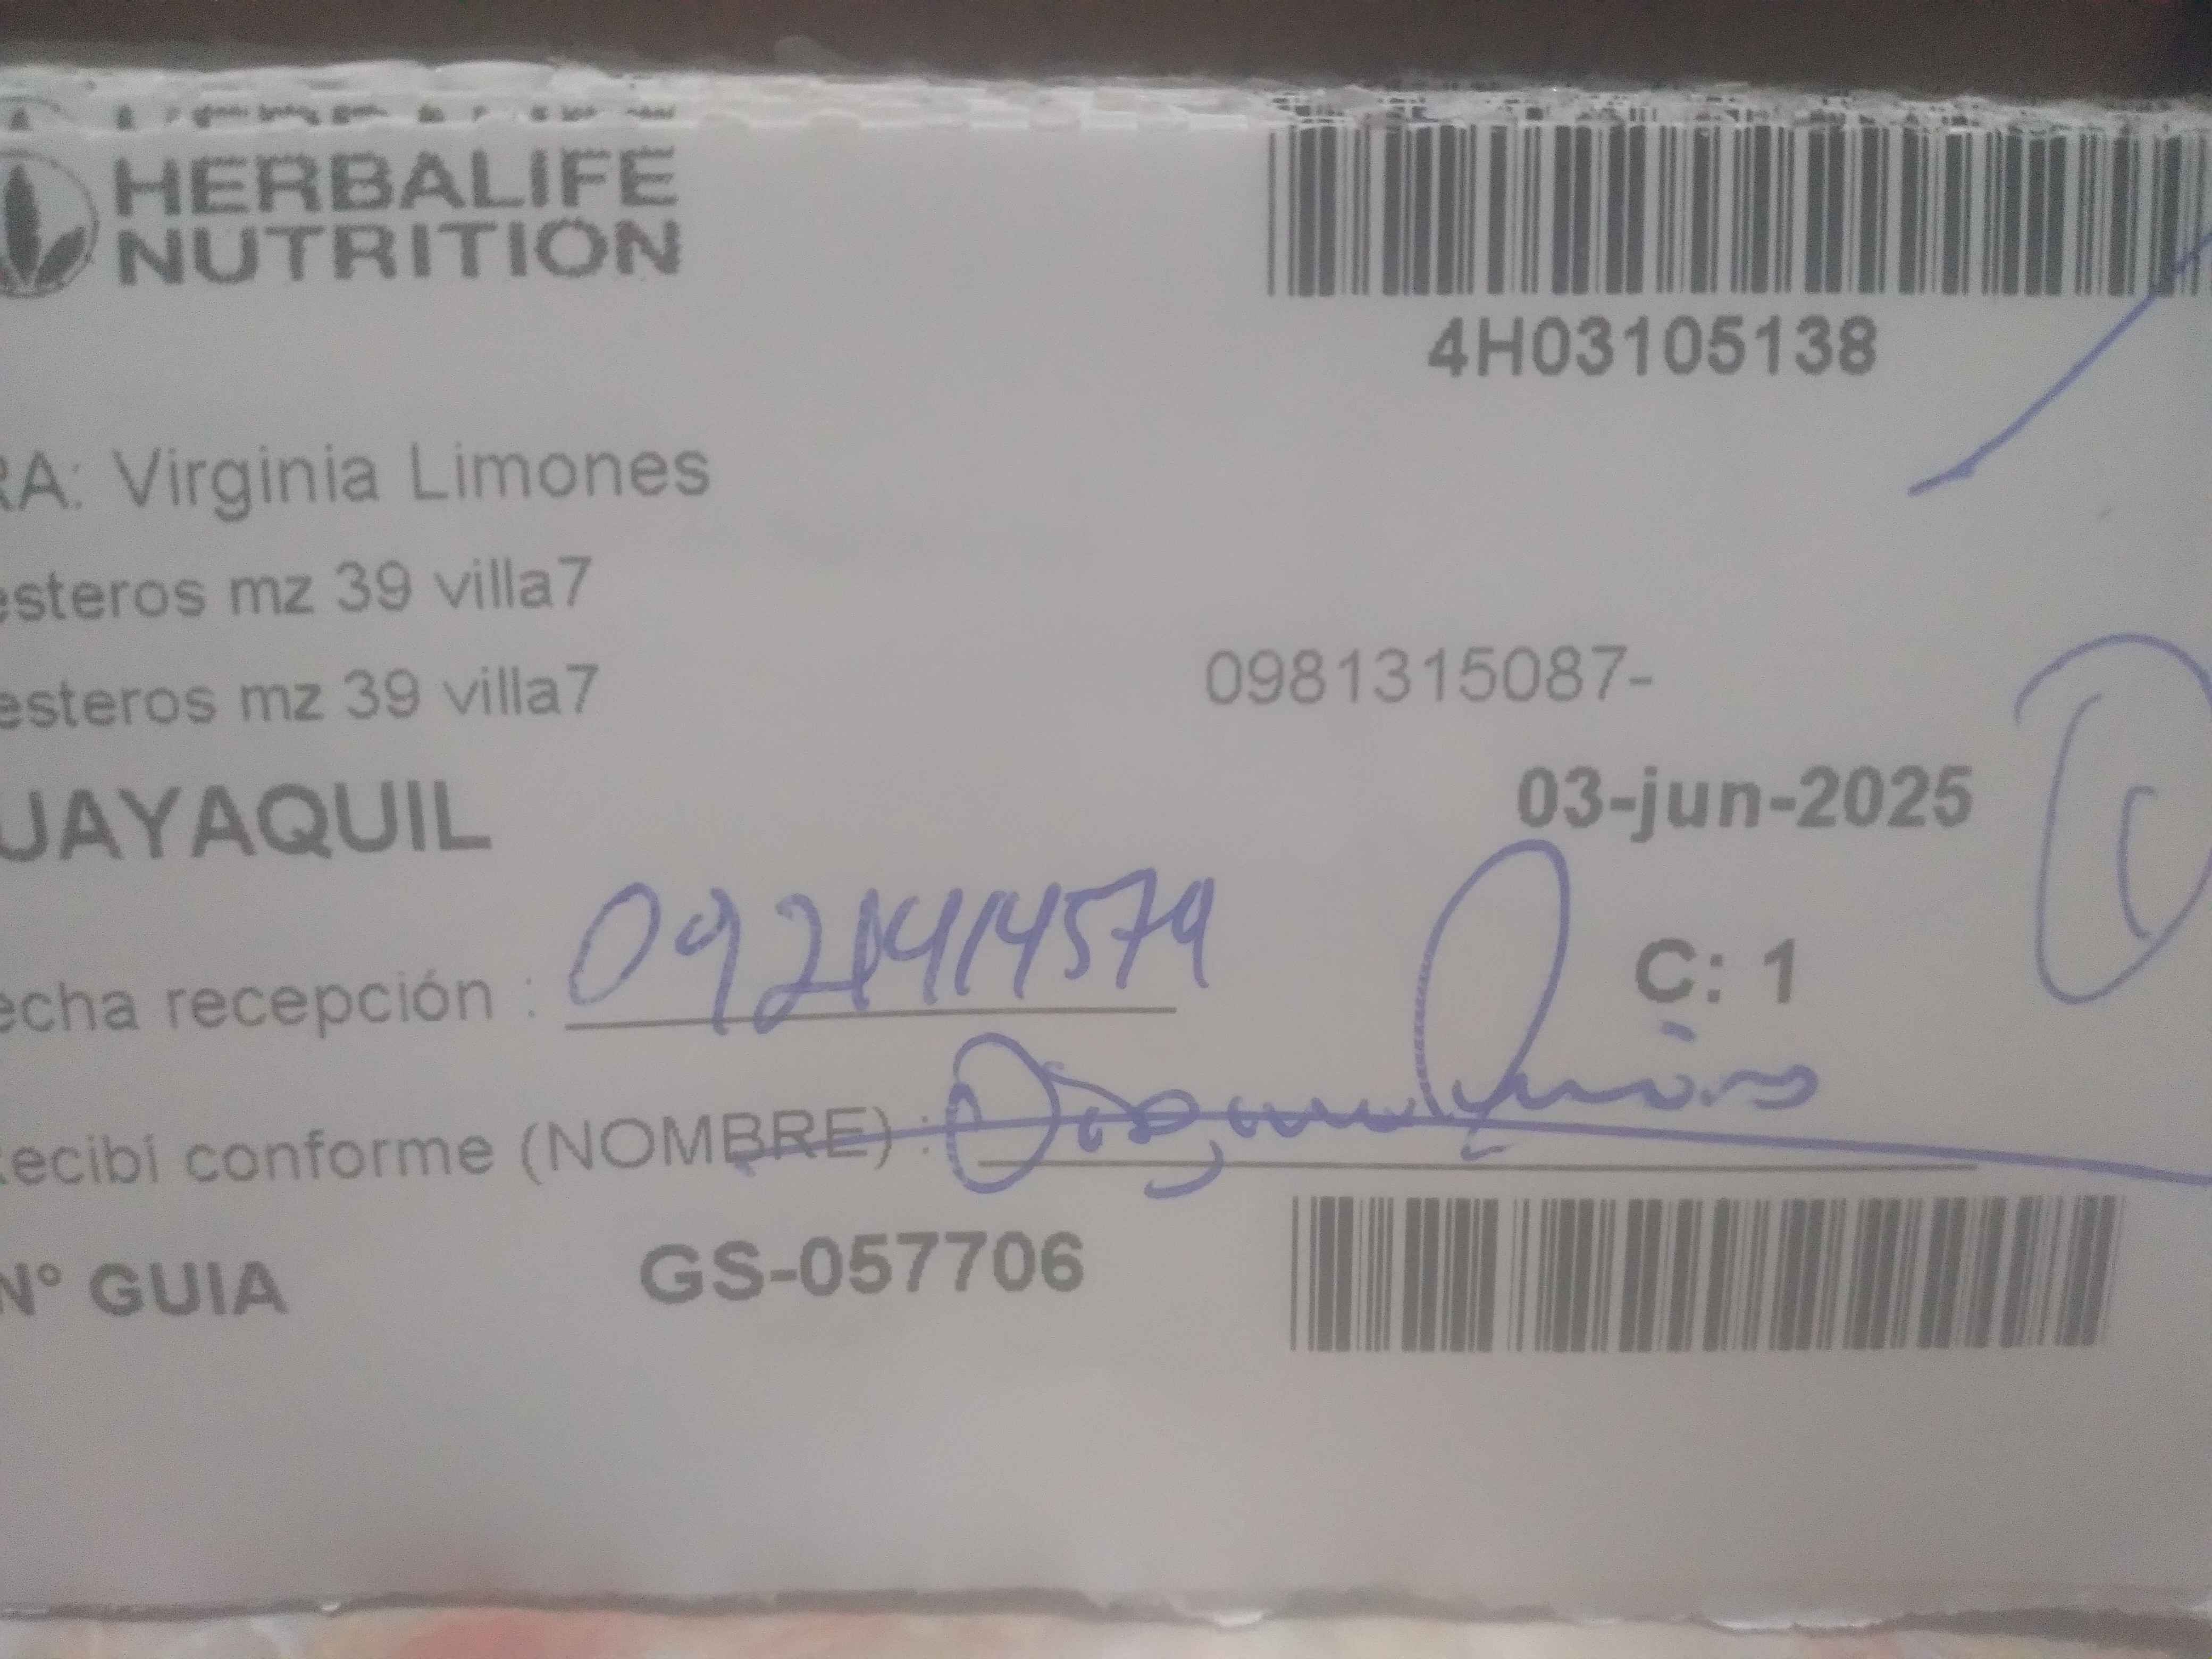 HERBALIFE
NUTRITION
4H03105138
RA: Virginia Limones
esteros mz 39 villa7
esteros mz 39 villa7
0981315087-
UAYAQUIL
03-jun-2025
echa recepción :
C: 1
ecibí conforme (NOMBRE) :
N° GUIA GS-057706